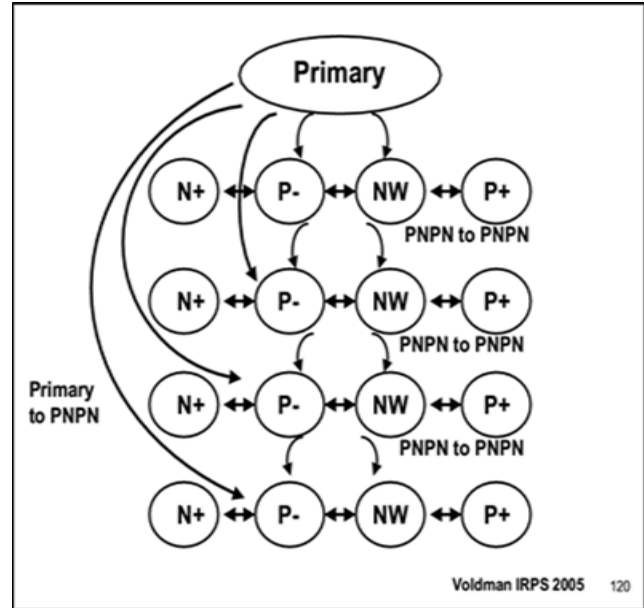 Primary
N+ P- NW P+
PNPN to PNPN
N+ P- NW P+
PNPN to PNPN
Primary
to PNPN
N+ P- NW P+
PNPN to PNPN
N+ P- NW P+
Voldman IRPS 2005 120